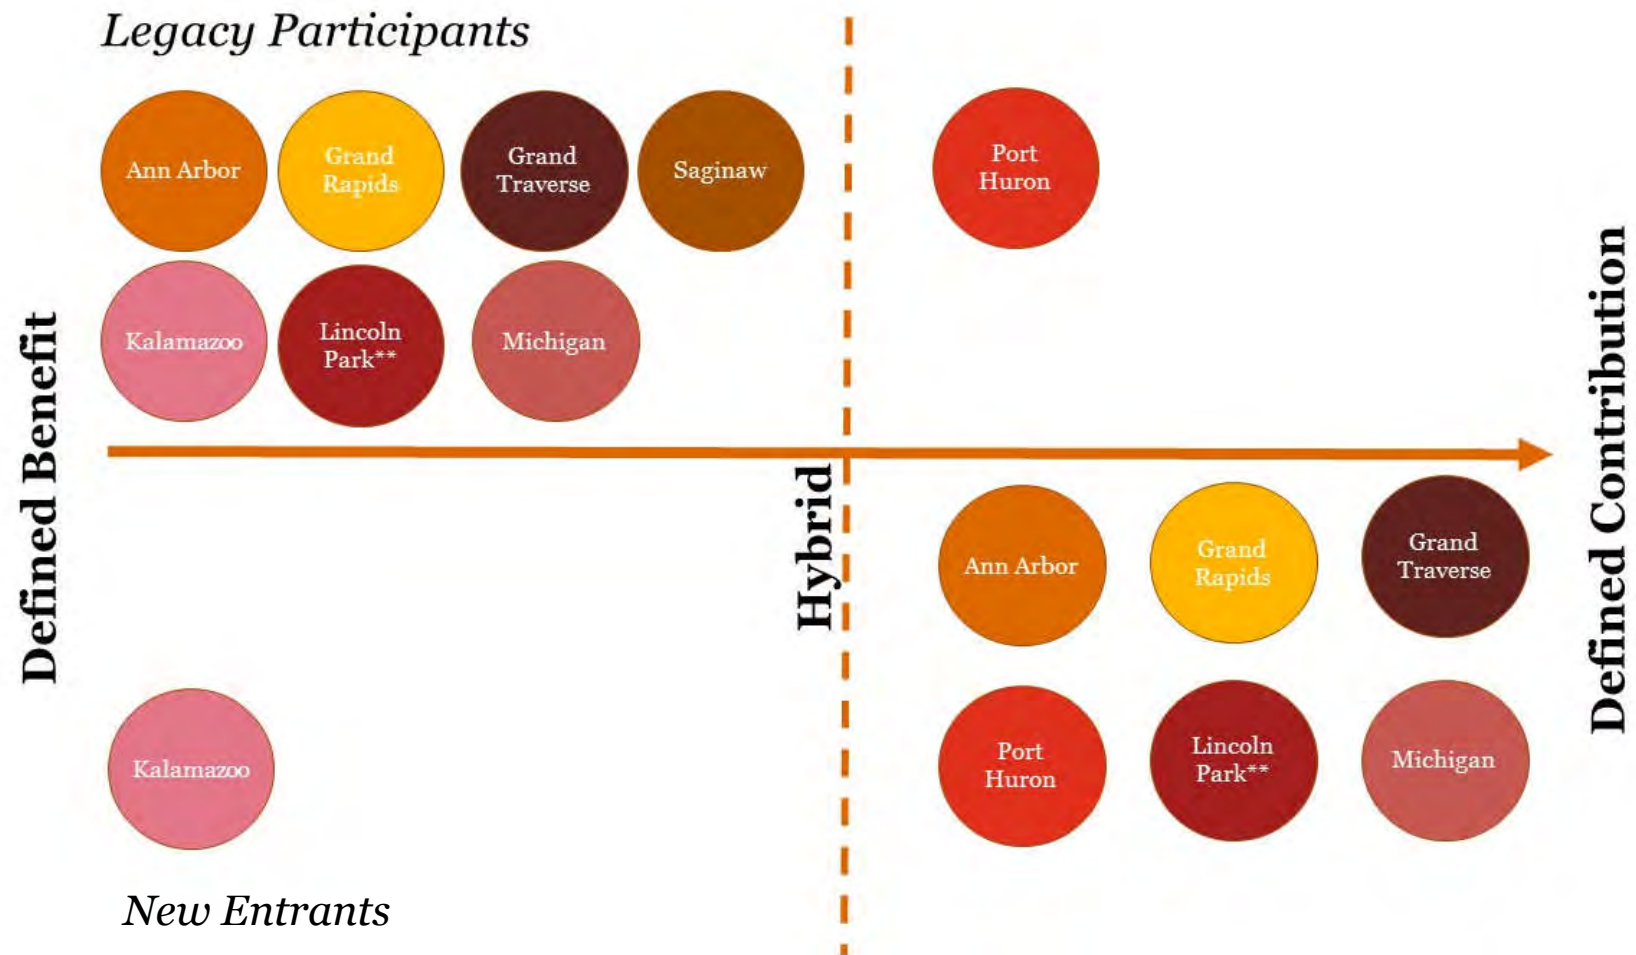 Legacy Participants
Ann Arbor
Grand
Rapids
Grand
Traverse
Saginaw
Port
Huron
Kalamazoo
Lincoln
Park**
Michigan
Defined Benefit
Hybrid
Defined Contribution
Ann Arbor
Grand
Rapids
Grand
Traverse
Kalamazoo
Port
Huron
Lincoln
Park**
Michigan
New Entrants